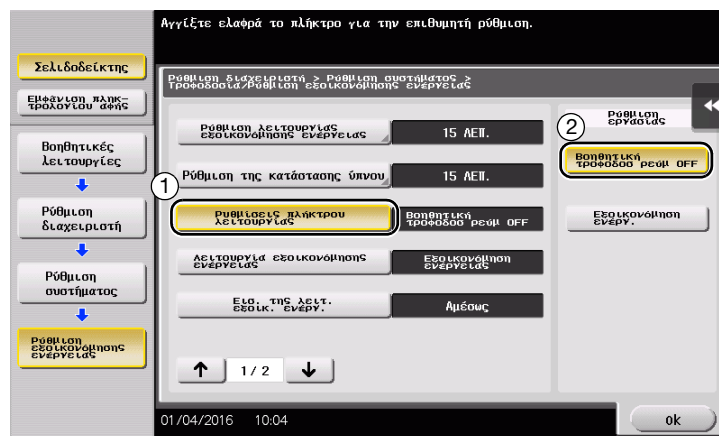 Αγγίξτε ελαφρά το πλήκτρο για την επιθυμητή ρύθμιση.
Σελιδοδείκτης
Εμφάνιση πληκ-
τρολογίου αφής
Βοηθητικές
λειτουργίες
Ρύθμιση
διαχειριστή
Ρύθμιση
συστήματος
Ρύθμιση
εξοικονόμησης
ενέργειας
Ρύθμιση διαχειριστή > Ρύθμιση συστήματος >
Τροφοδοσία/Ρύθμιση εξοικονόμησης ενέργειας
Ρύθμιση λειτουργίας
εξοικονόμησης ενέργειας
15 ΛΕΠ.
Ρύθμιση της κατάστασης ύπνου
15 ΛΕΠ.
1
Ρυθμίσεις πλήκτρου
λειτουργίας
Βοηθητική
τροφοδοσ ρεύμ OFF
Λειτουργία εξοικονόμησης
ενέργειας
Εξοικονόμηση
ενέργειας
Εισ. της λειτ.
εξοικ. ενέργ.
Αμέσως
↑ 1/ 2 ↓
2
Ρύθμιση
εργασίας
Βοηθητική
τροφοδοσ ρεύμ OFF
Εξοικονόμηση
ενέργ.
01/04/2016 10:04
ok